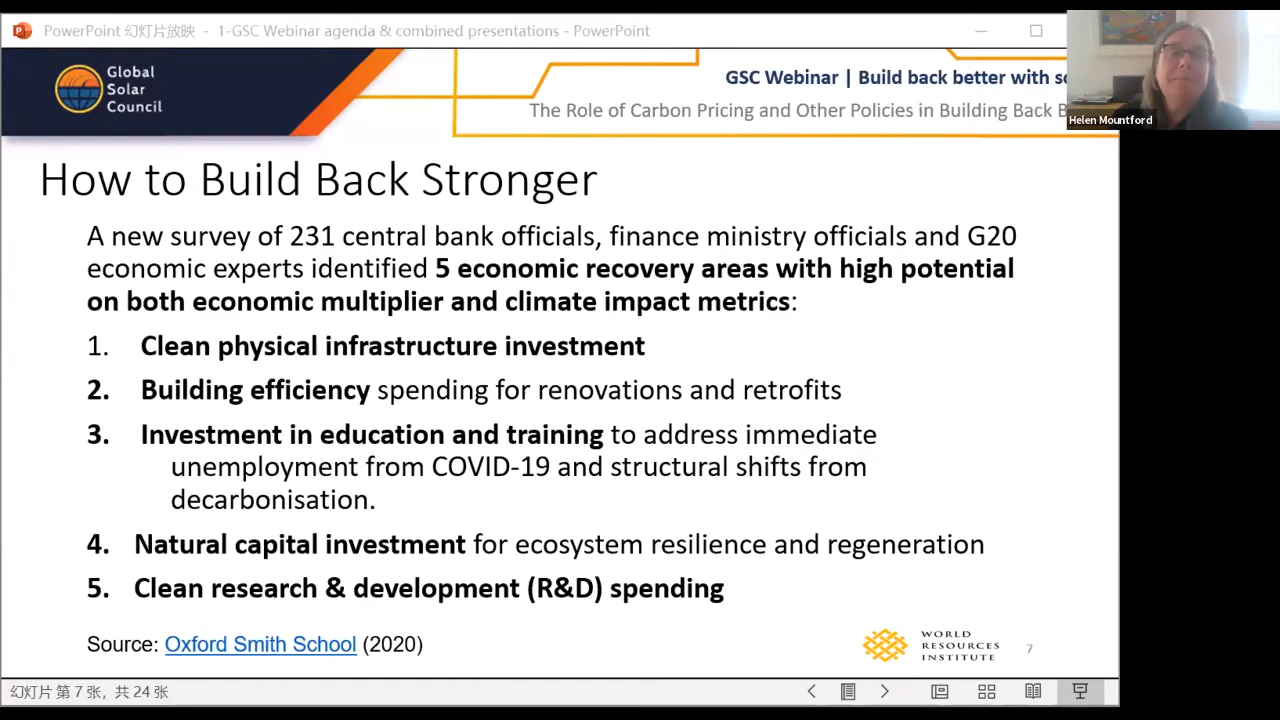 PowerPoint 幻灯片放映 - 1-GSC Webinar agenda & combined presentations - PowerPoint
Global
Solar
Council
GSC Webinar | Build back better with so
The Role of Carbon Pricing and Other Policies in Building Back B
Helen Mountford
How to Build Back Stronger
A new survey of 231 central bank officials, finance ministry officials and G20
economic experts identified 5 economic recovery areas with high potential
on both economic multiplier and climate impact metrics:
1. Clean physical infrastructure investment
2. Building efficiency spending for renovations and retrofits
3. Investment in education and training to address immediate
unemployment from COVID-19 and structural shifts from
decarbonisation.
4. Natural capital investment for ecosystem resilience and regeneration
5. Clean research & development (R&D) spending
Source: Oxford Smith School (2020)
WORLD
RESOURCES
INSTITUTE
7
幻灯片 第 7 张，共 24 张